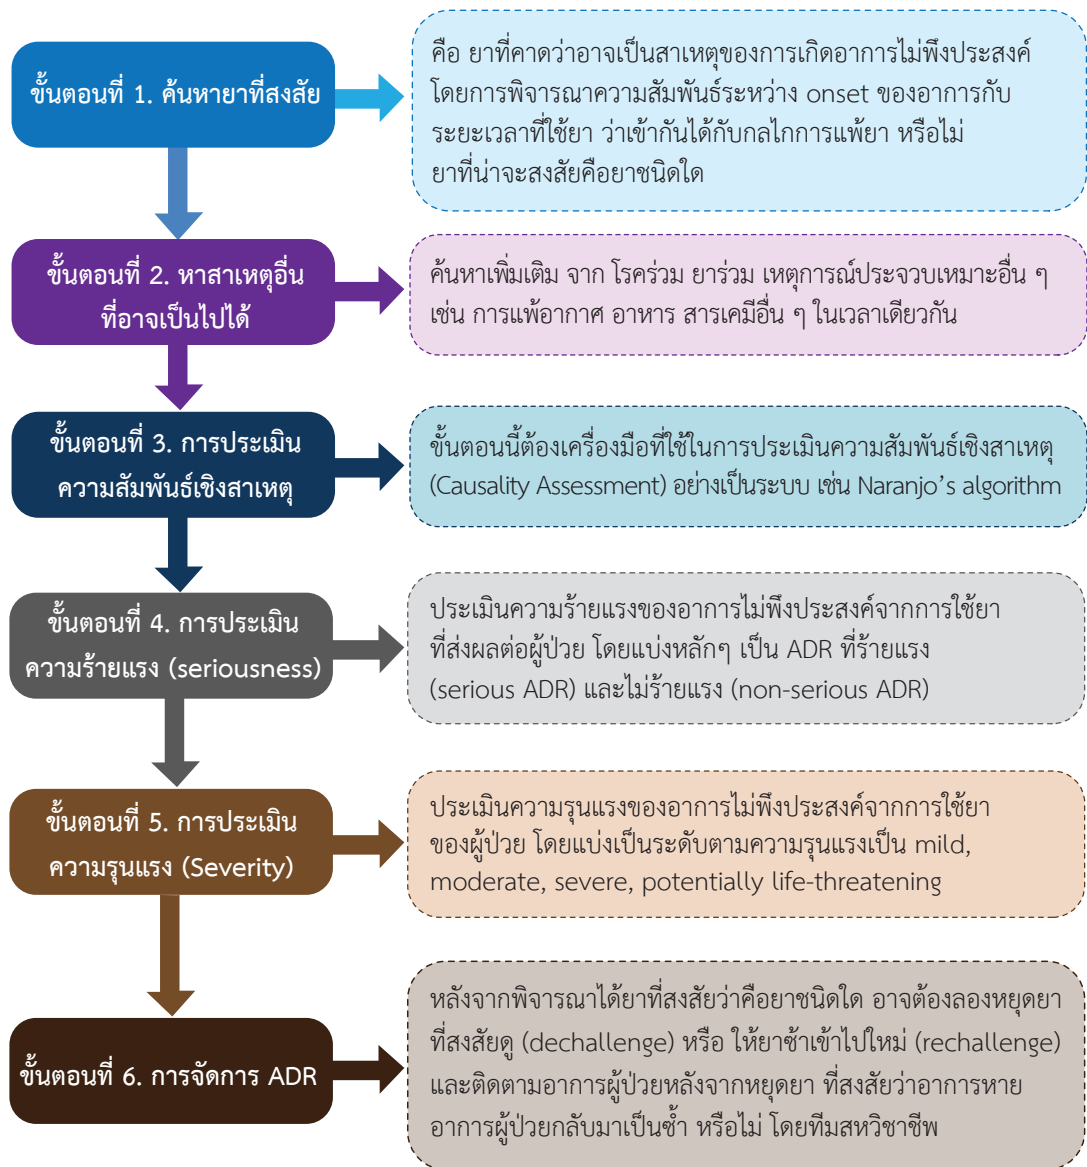 ขั้นตอนที่ 1. ค้นหายาที่สงสัย
คือ ยาที่คาดว่าอาจเป็นสาเหตุของการเกิดอาการไม่พึงประสงค์
โดยการพิจารณาความสัมพันธ์ระหว่าง onset ของอาการกับ
ระยะเวลาที่ใช้ยา ว่าเข้ากันได้กับกลไกการแพ้ยา หรือไม่
ยาที่น่าจะสงสัยคือยาชนิดใด
ขั้นตอนที่ 2. หาสาเหตุอื่น
ที่อาจเป็นไปได้
ค้นหาเพิ่มเติม จาก โรคร่วม ยาร่วม เหตุการณ์ประจวบเหมาะอื่น ๆ
เช่น การแพ้อากาศ อาหาร สารเคมีอื่น ๆ ในเวลาเดียวกัน
ขั้นตอนที่ 3. การประเมิน
ความสัมพันธ์เชิงสาเหตุ
ขั้นตอนนี้ต้องเครื่องมือที่ใช้ในการประเมินความสัมพันธ์เชิงสาเหตุ
(Causality Assessment) อย่างเป็นระบบ เช่น Naranjo’s algorithm
ขั้นตอนที่ 4. การประเมิน
ความร้ายแรง (seriousness)
ประเมินความร้ายแรงของอาการไม่พึงประสงค์จากการใช้ยา
ที่ส่งผลต่อผู้ป่วย โดยแบ่งหลักๆ เป็น ADR ที่ร้ายแรง
(serious ADR) และไม่ร้ายแรง (non-serious ADR)
ขั้นตอนที่ 5. การประเมิน
ความรุนแรง (Severity)
ประเมินความรุนแรงของอาการไม่พึงประสงค์จากการใช้ยา
ของผู้ป่วย โดยแบ่งเป็นระดับตามความรุนแรงเป็น mild,
moderate, severe, potentially life-threatening
ขั้นตอนที่ 6. การจัดการ ADR
หลังจากพิจารณาได้ยาที่สงสัยว่าคือยาชนิดใด อาจต้องลองหยุดยา
ที่สงสัยดู (dechallenge) หรือ ให้ยาซ้ำเข้าไปใหม่ (rechallenge)
และติดตามอาการผู้ป่วยหลังจากหยุดยา ที่สงสัยว่าอาการหาย
อาการผู้ป่วยกลับมาเป็นซ้ำ หรือไม่ โดยทีมสหวิชาชีพ